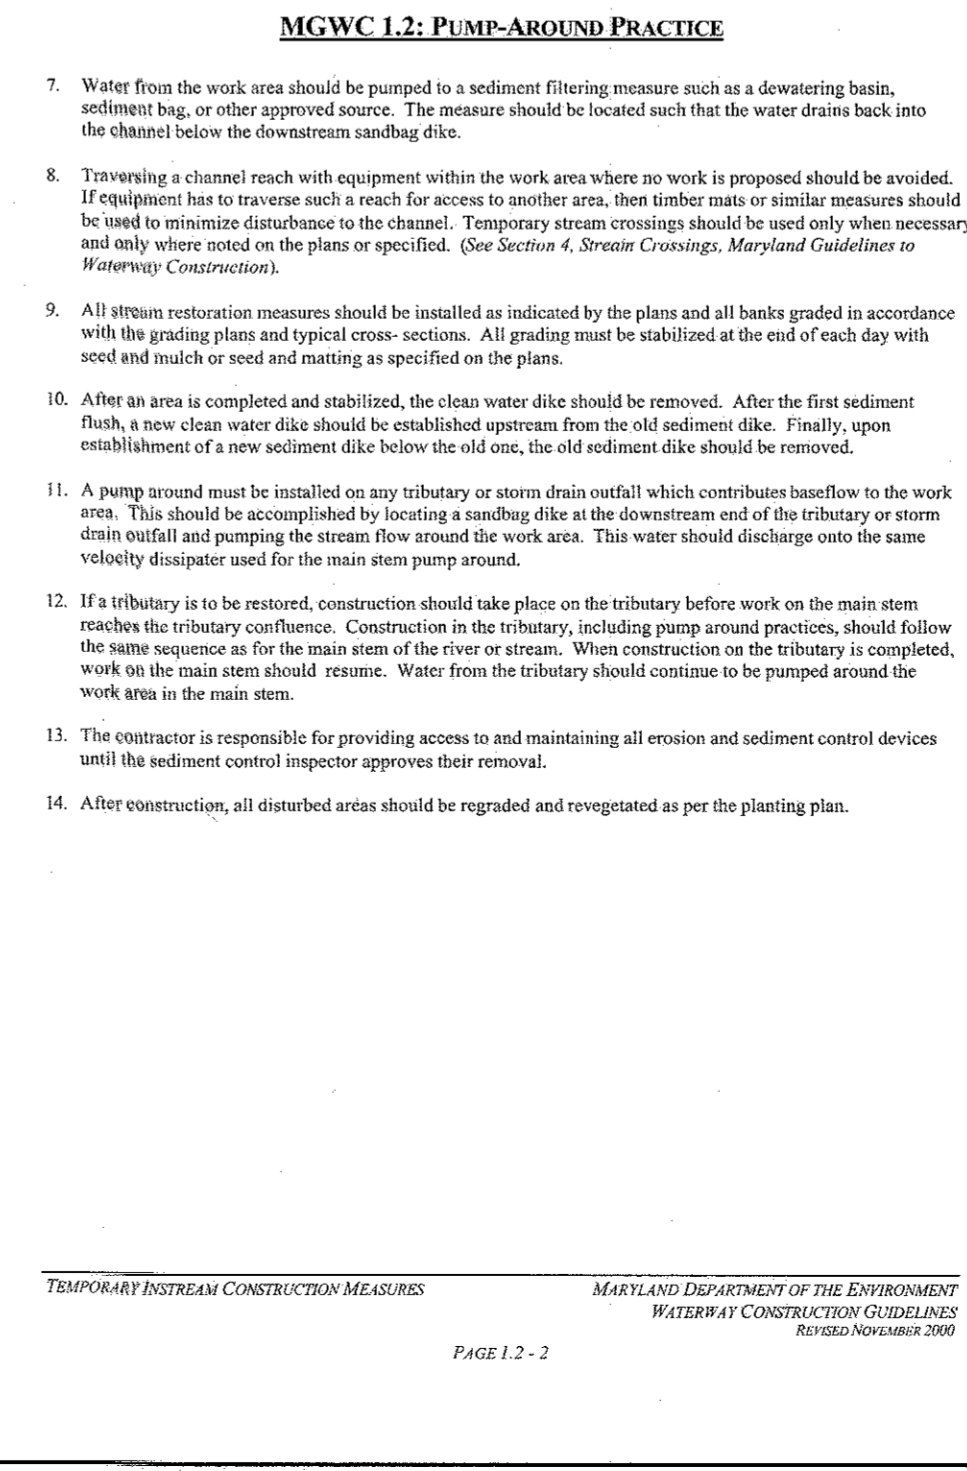 MGWC 1.2: PUMP-AROUND PRACTICE
7. Water from the work area should be pumped to a sediment filtering measure such as a dewatering basin,
sediment bag, or other approved source. The measure should be located such that the water drains back into
the channel below the downstream sandbag dike.
8. Traversing a channel reach with equipment within the work area where no work is proposed should be avoided.
If equipment has to traverse such a reach for access to another area, then timber mats or similar measures should
be used to minimize disturbance to the channel. Temporary stream crossings should be used only when necessary
and only where noted on the plans or specified. (See Section 4, Stream Crossings, Maryland Guidelines to
Waterway Construction).
9. All stream restoration measures should be installed as indicated by the plans and all banks graded in accordance
with the grading plans and typical cross- sections. All grading must be stabilized at the end of each day with
seed and mulch or seed and matting as specified on the plans.
10. After an area is completed and stabilized, the clean water dike should be removed. After the first sediment
flush, a new clean water dike should be established upstream from the old sediment dike. Finally, upon
establishment of a new sediment dike below the old one, the old sediment dike should be removed.
11. A pump around must be installed on any tributary or storm drain outfall which contributes baseflow to the work
area. This should be accomplished by locating a sandbag dike at the downstream end of the tributary or storm
drain outfall and pumping the stream flow around the work area. This water should discharge onto the same
velocity dissipater used for the main stem pump around.
12. If a tributary is to be restored, construction should take place on the tributary before work on the main stem
reaches the tributary confluence. Construction in the tributary, including pump around practices, should follow
the same sequence as for the main stem of the river or stream. When construction on the tributary is completed,
work on the main stem should resume. Water from the tributary should continue to be pumped around the
work area in the main stem.
13. The contractor is responsible for providing access to and maintaining all erosion and sediment control devices
until the sediment control inspector approves their removal.
14. After construction, all disturbed areas should be regraded and revegetated as per the planting plan.
TEMPORARY INSTREAM CONSTRUCTION MEASURES
MARYLAND DEPARTMENT OF THE ENVIRONMENT
WATERWAY CONSTRUCTION GUIDELINES
REVISED NOVEMBER 2000
PAGE 1.2 - 2